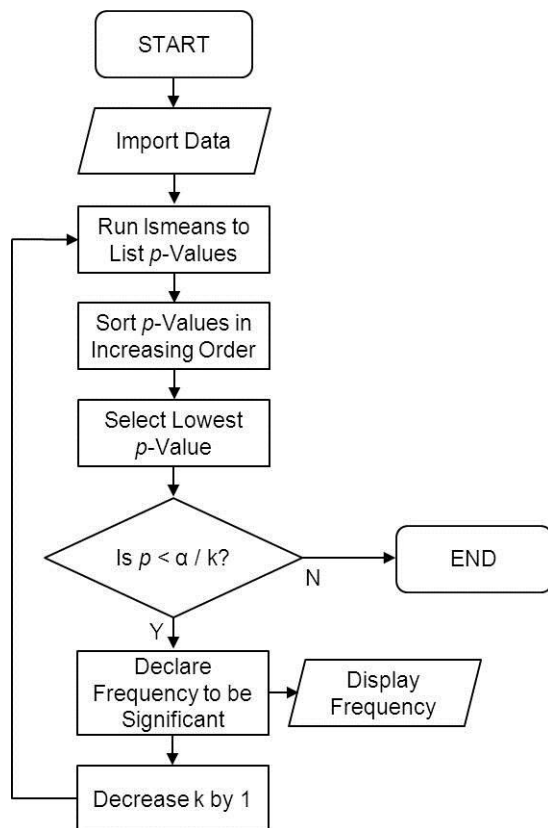 START
Import Data
Run lsmeans to
List p-Values
Sort p-Values in
Increasing Order
Select Lowest
p-Value
Is p < α / k?
N
END
Y
Declare
Frequency to be
Significant
Display
Frequency
Decrease k by 1